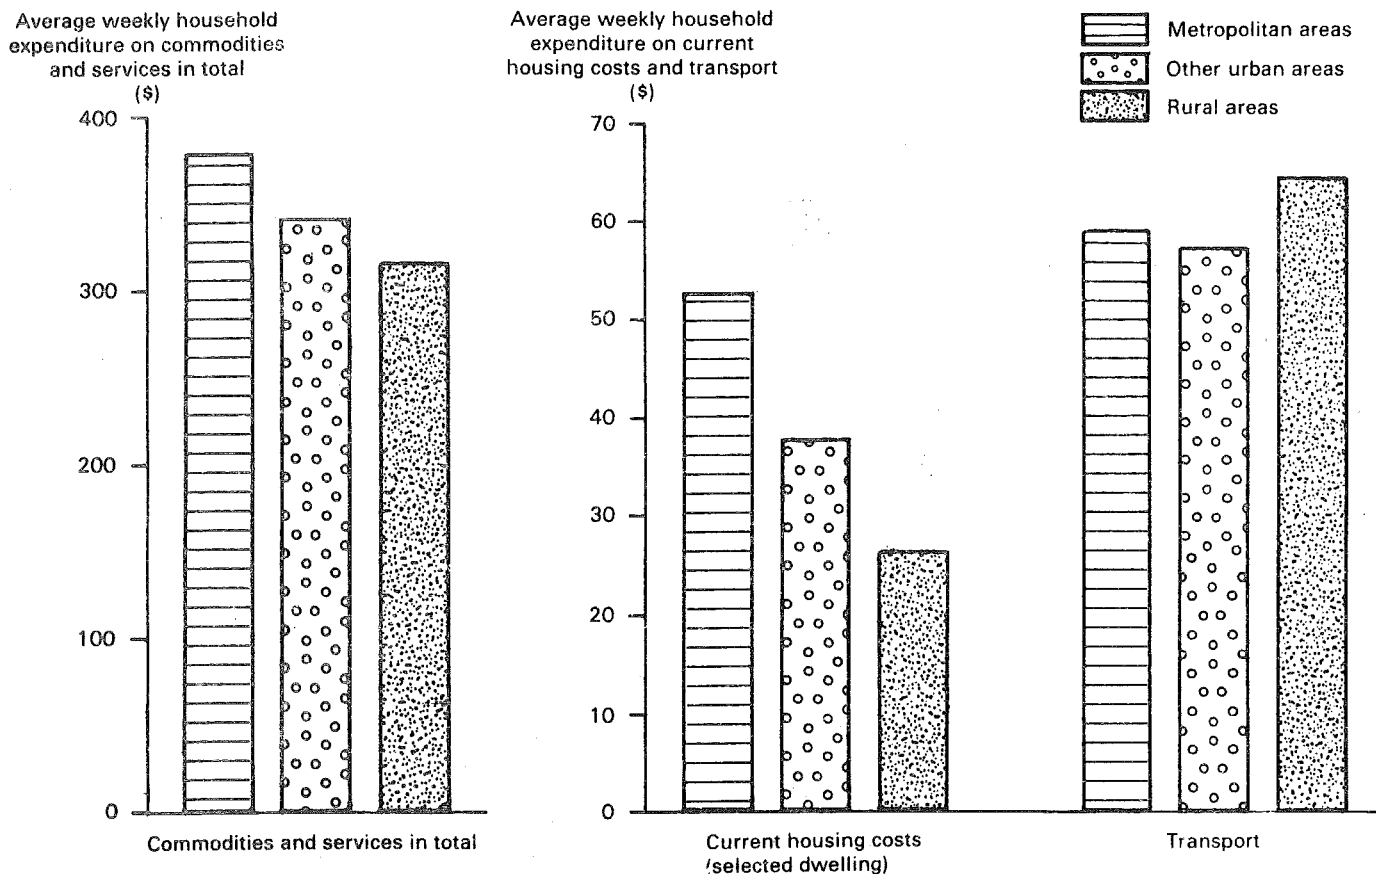 Average weekly household
expenditure on commodities
and services in total
($)
400
300
200
100
0
Commodities and services in total
Average weekly household
expenditure on current
housing costs and transport
($)
70
60
50
40
30
20
10
0
Current housing costs
(selected dwelling)
Transport
Metropolitan areas
Other urban areas
Rural areas